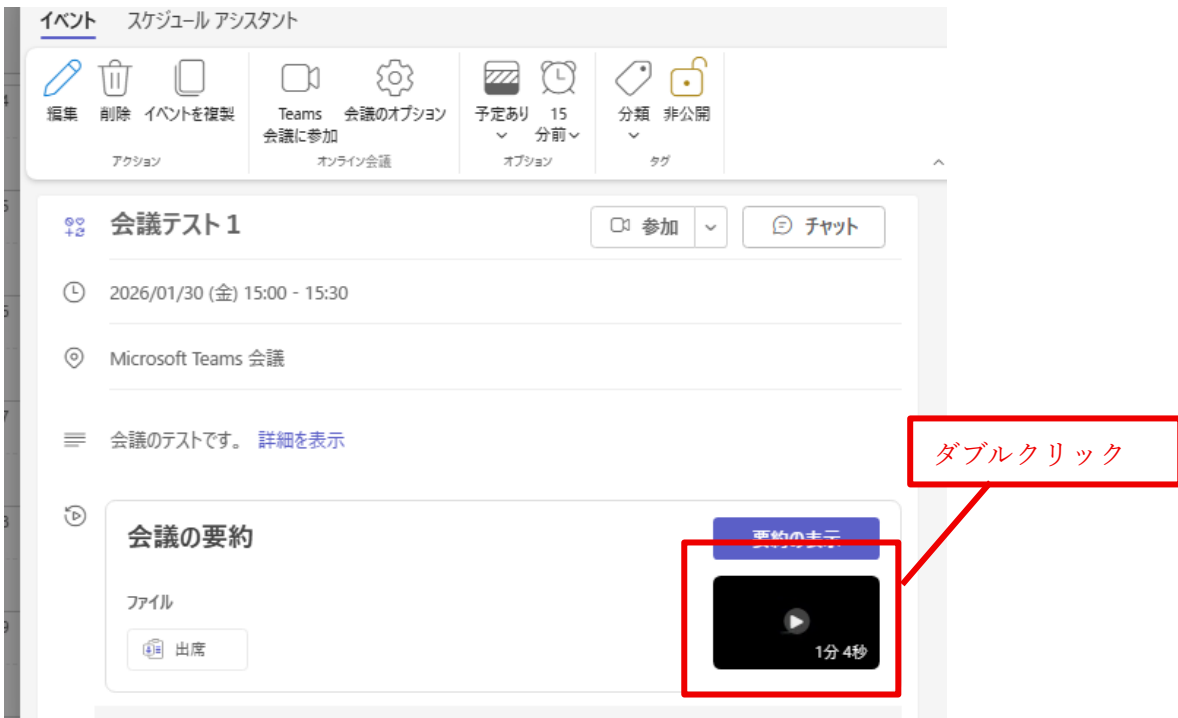 イベント スケジュール アシスタント
編集 削除 イベントを複製 Teams 会議に参加 会議のオプション 予定あり 15 分前 分類 非公開
アクション オンライン会議 オプション タグ
会議テスト 1 参加 チャット
2026/01/30 (金) 15:00 - 15:30
Microsoft Teams 会議
会議のテストです。 詳細を表示
ダブルクリック
会議の要約 要約の表示
ファイル
出席
1分 4秒